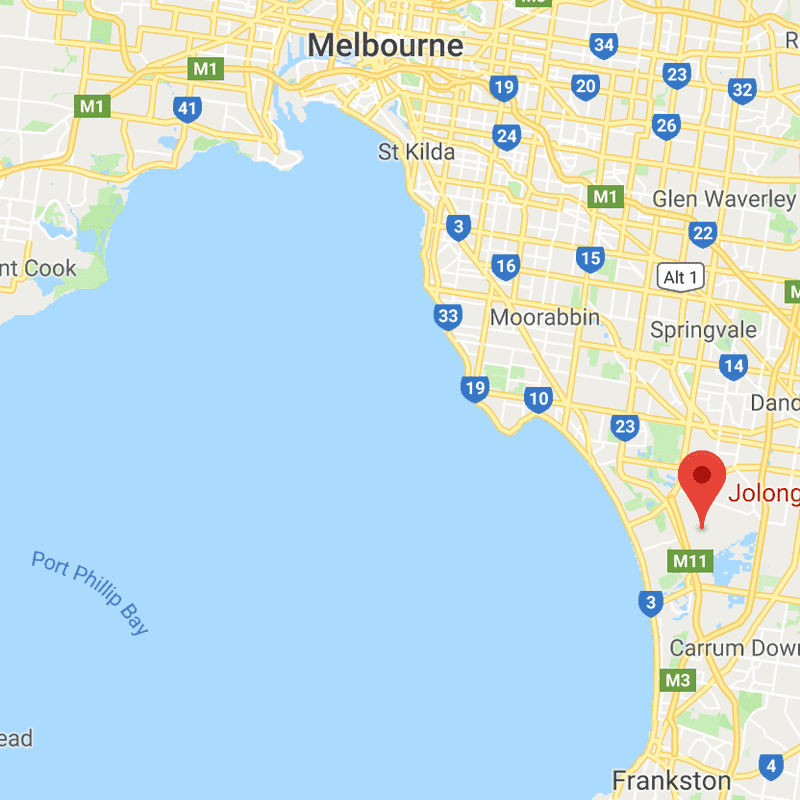 M3
Melbourne
34
R
M1
23
19
20
32
M1
41
26
24
St Kilda
M1
Glen Waverley
3
22
nt Cook
16
15
Alt 1
M
33
Moorabbin
Springvale
14
19
10
Dand
23
Jolong
M11
Port Phillip Bay
3
Carrum Down
M3
ead
4
Frankston